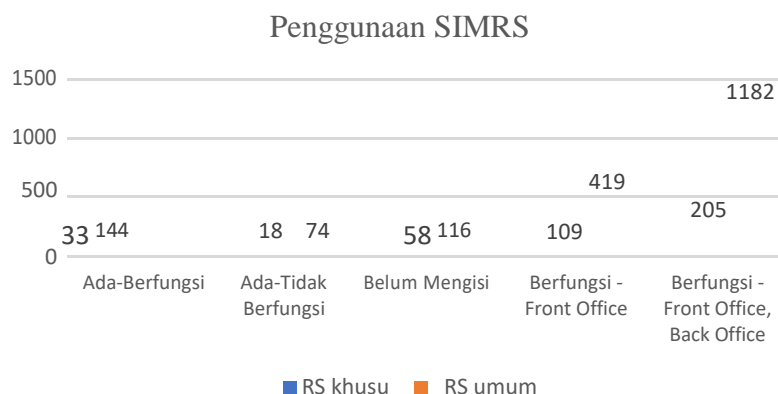 Penggunaan SIMRS
1500
1182
1000
500
419
205
33 144
18 74
58 116
109
0
Ada-Berfungsi
Ada-Tidak
Berfungsi
Belum Mengisi
Berfungsi -
Front Office
Berfungsi -
Front Office,
Back Office
RS khusu RS umum